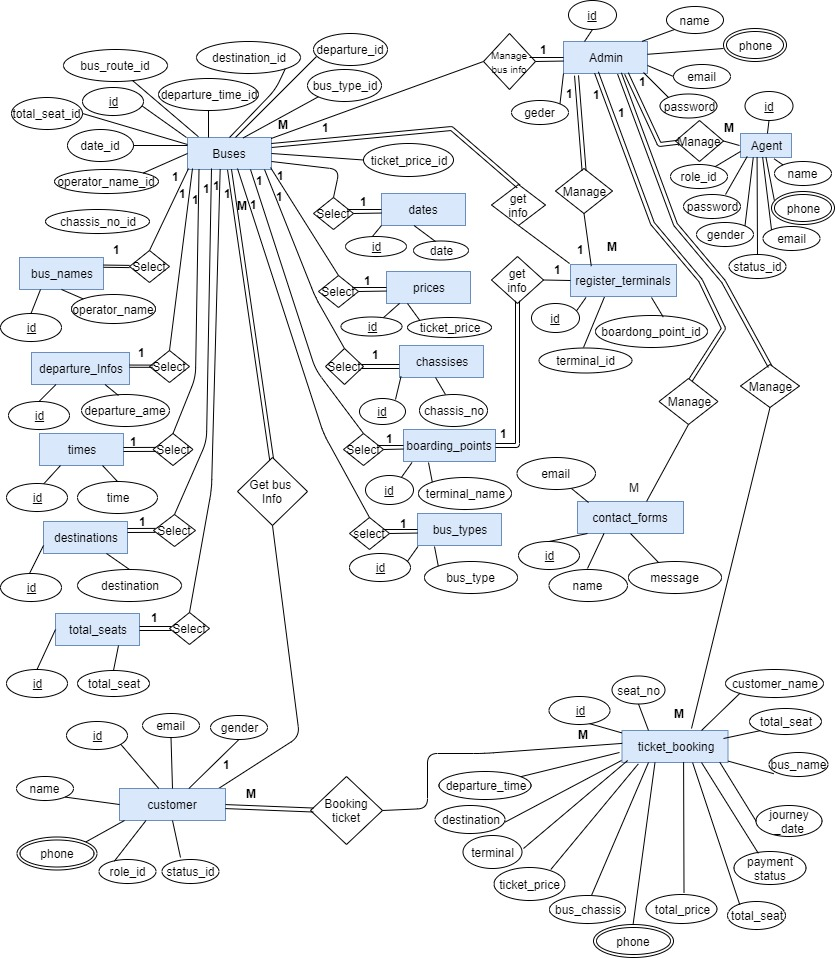 id
name
Admin
phone
Manage
bus info
1
email
password
geder
1
1
1
1
destination_id
departure_id
bus_route_id
departure_time_id
bus_type_id
id
total_seat_id
date_id
Buses
M
1
operator_name_id
ticket_price_id
chassis_no_id
id
Manage
M
Agent
role_id
name
password
phone
gender
email
status_id
1
1
1
1
1
1
M
1
1
1
Select
1
dates
id
date
get
info
Manage
1
M
bus_names
1
Select
id
operator_name
get
info
1
register_terminals
id
boardong_point_id
terminal_id
Select
1
prices
id
ticket_price
departure_Infos
1
Select
id
departure_ame
Select
1
chassises
id
chassis_no
Manage
Manage
times
1
Select
id
time
Select
1
boarding_points
1
id
terminal_name
Get bus
Info
email
M
contact_forms
id
name
message
destinations
1
Select
id
destination
select
1
bus_types
id
bus_type
total_seats
1
Select
id
total_seat
id
email
gender
1
name
customer
M
phone
role_id
status_id
Booking
ticket
seat_no
customer_name
id
M
M
total_seat
ticket_booking
bus_name
departure_time
destination
journey
_date
terminal
payment
status
ticket_price
bus_chassis
total_price
total_seat
phone